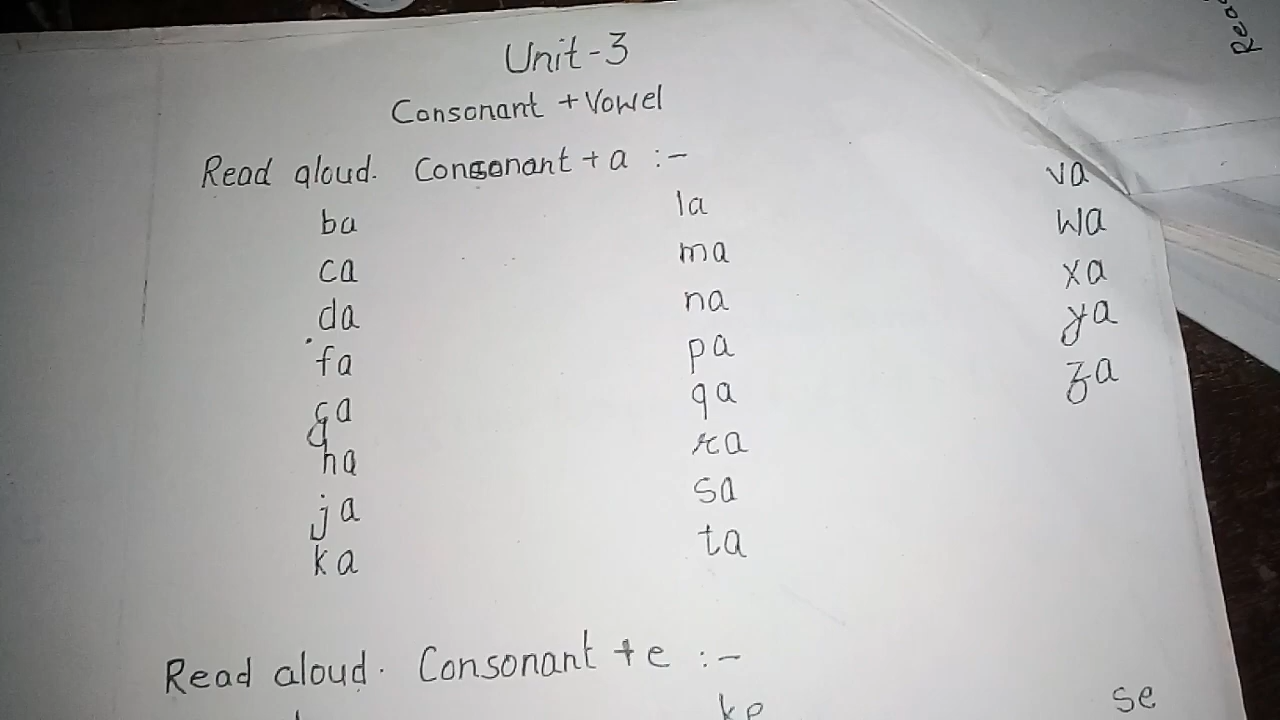 Unit-3
Consonant + Vowel
Read aloud. Consonant + a :-
ba
ca
da
fa
ga
ha
ja
ka
la
ma
na
pa
qa
ra
sa
ta
va
wa
xa
ya
za
Read aloud. Consonant + e :-
ke
se
Read